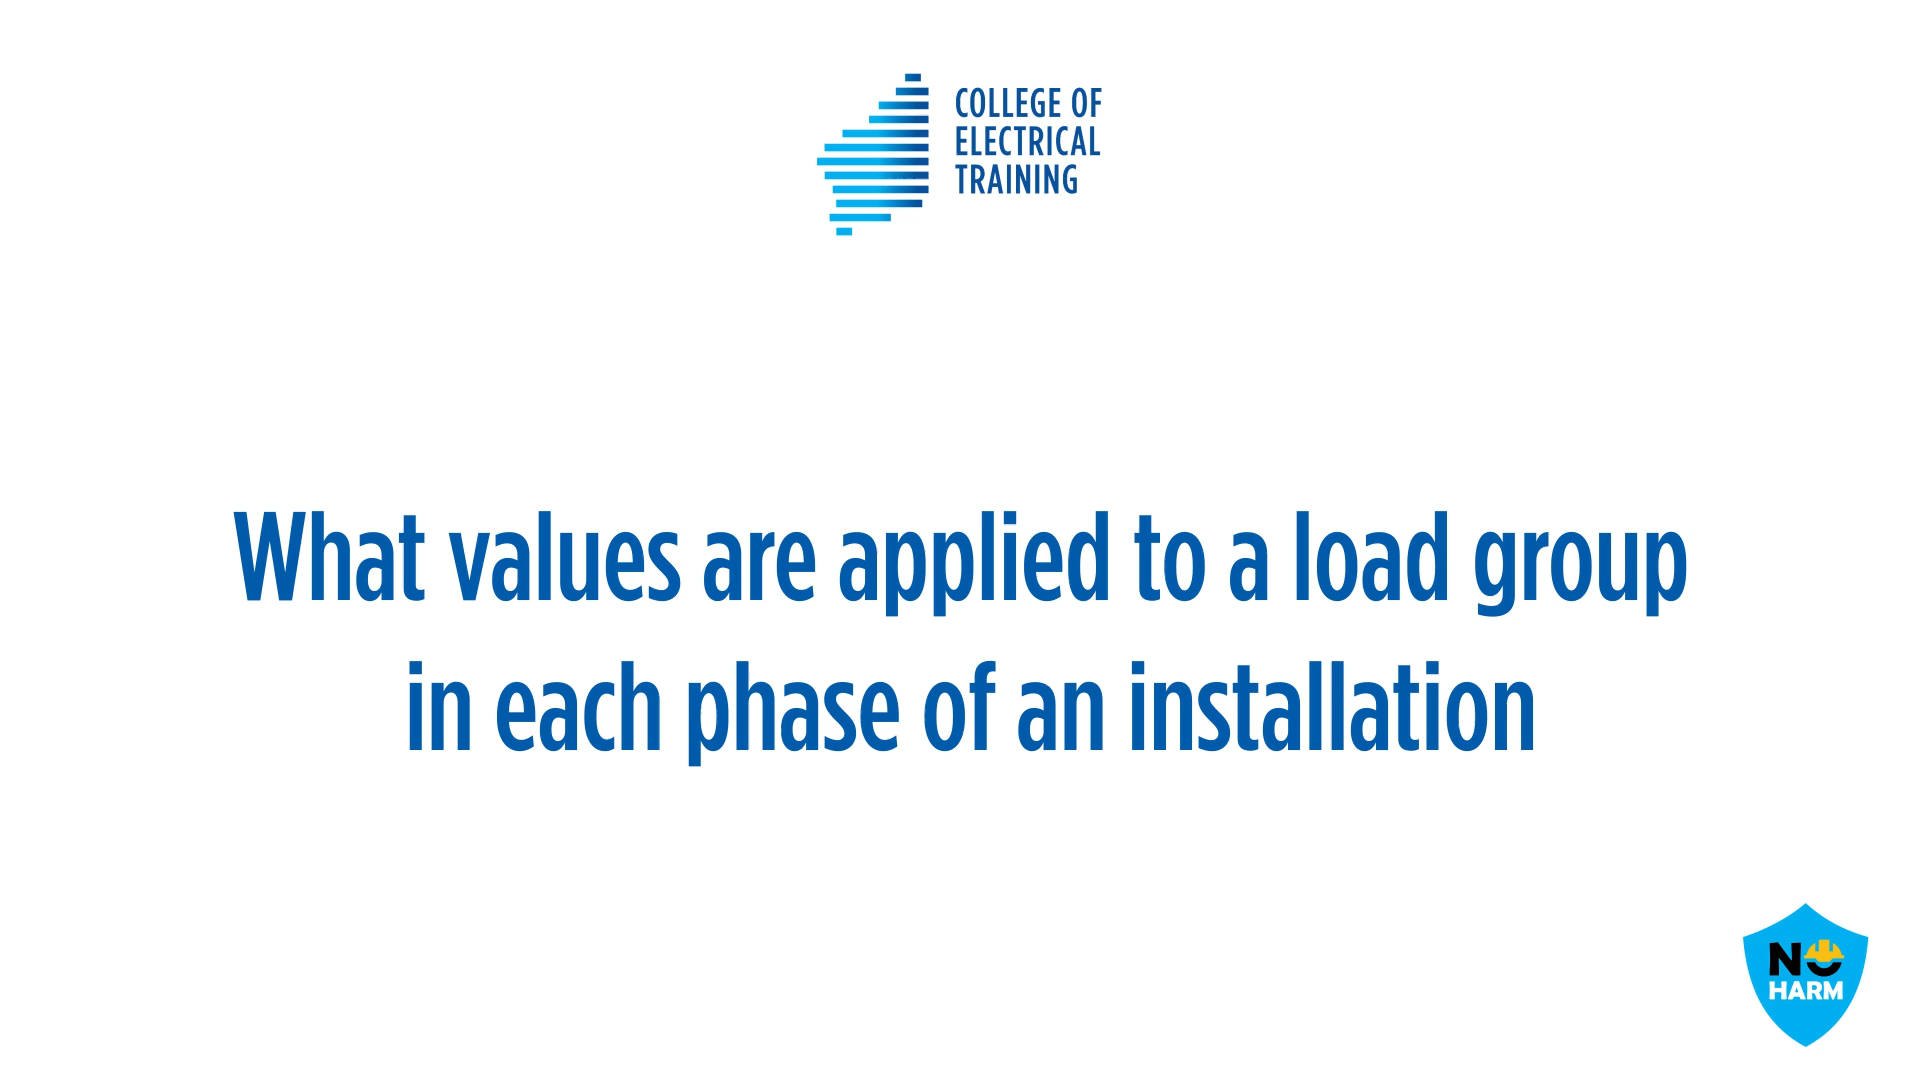 COLLEGE OF
ELECTRICAL
TRAINING
What values are applied to a load group
in each phase of an installation
NO
HARM